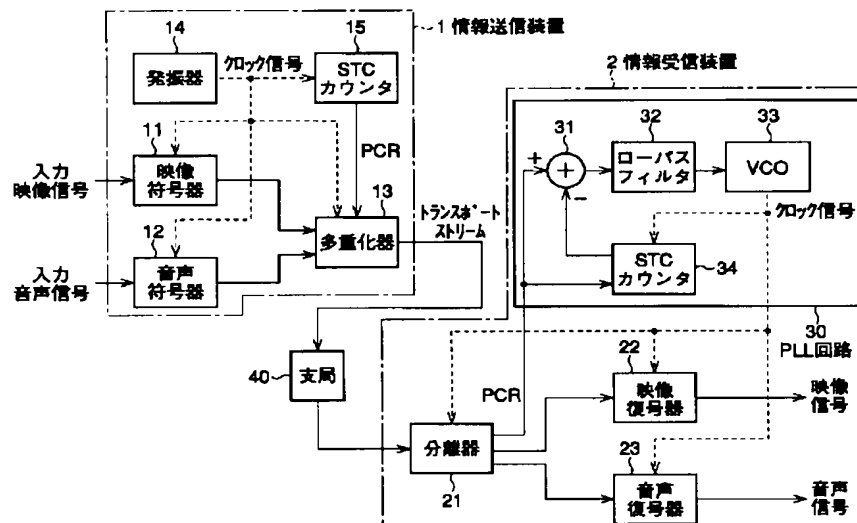 1 情報送信装置
14
発振器
クロック信号
15
STC
カウンタ
PCR
11
映像
符号器
入力
映像信号
12
音声
符号器
入力
音声信号
13
多重化器
トランスポート
ストリーム
2 情報受信装置
31
+
+
−
32
ローパス
フィルタ
33
VCO
クロック信号
STC
カウンタ
34
30
PLL回路
40
支局
PCR
分離器
21
22
映像
復号器
映像
信号
23
音声
復号器
音声
信号